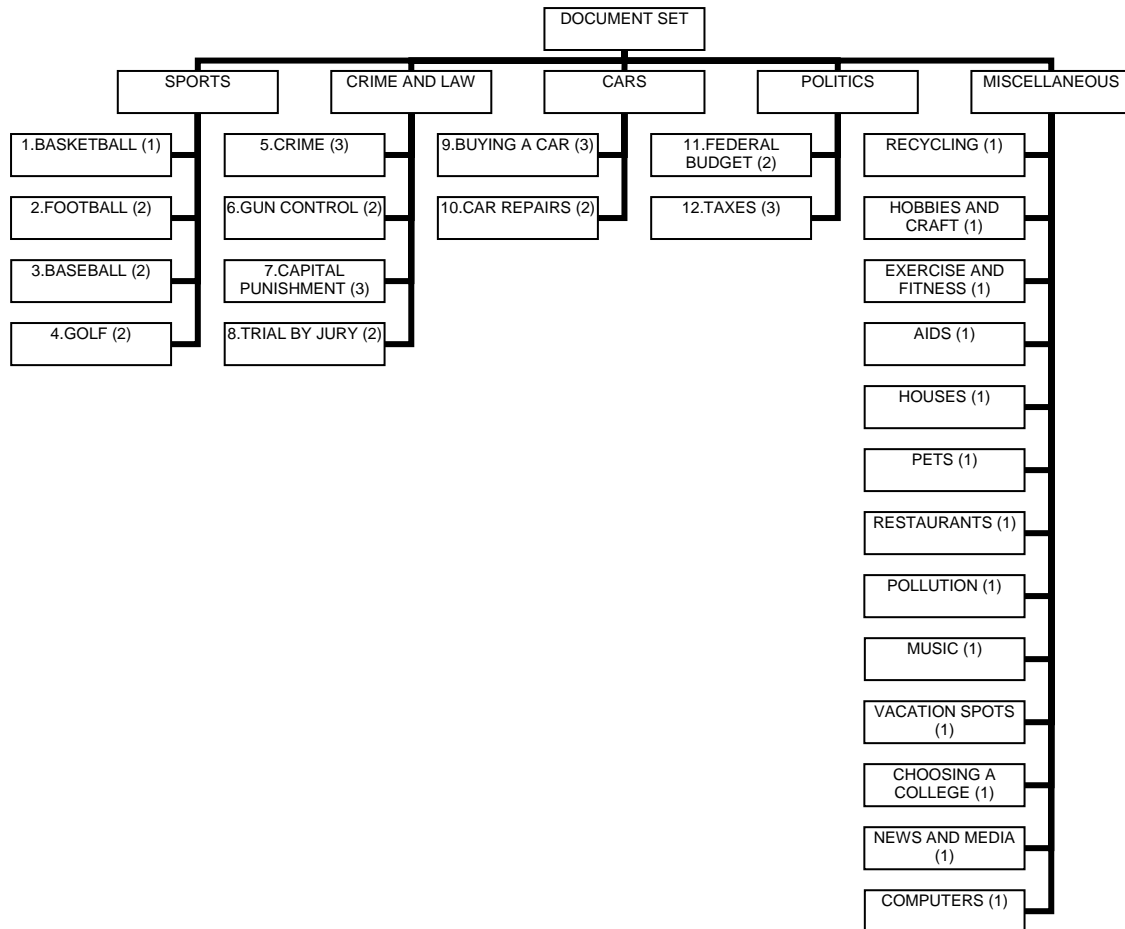 DOCUMENT SET
SPORTS
CRIME AND LAW
CARS
POLITICS
MISCELLANEOUS
1.BASKETBALL (1)
2.FOOTBALL (2)
3.BASEBALL (2)
4.GOLF (2)
5.CRIME (3)
6.GUN CONTROL (2)
7.CAPITAL
PUNISHMENT (3)
8.TRIAL BY JURY (2)
9.BUYING A CAR (3)
10.CAR REPAIRS (2)
11.FEDERAL
BUDGET (2)
12.TAXES (3)
RECYCLING (1)
HOBBIES AND
CRAFT (1)
EXERCISE AND
FITNESS (1)
AIDS (1)
HOUSES (1)
PETS (1)
RESTAURANTS (1)
POLLUTION (1)
MUSIC (1)
VACATION SPOTS
(1)
CHOOSING A
COLLEGE (1)
NEWS AND MEDIA
(1)
COMPUTERS (1)